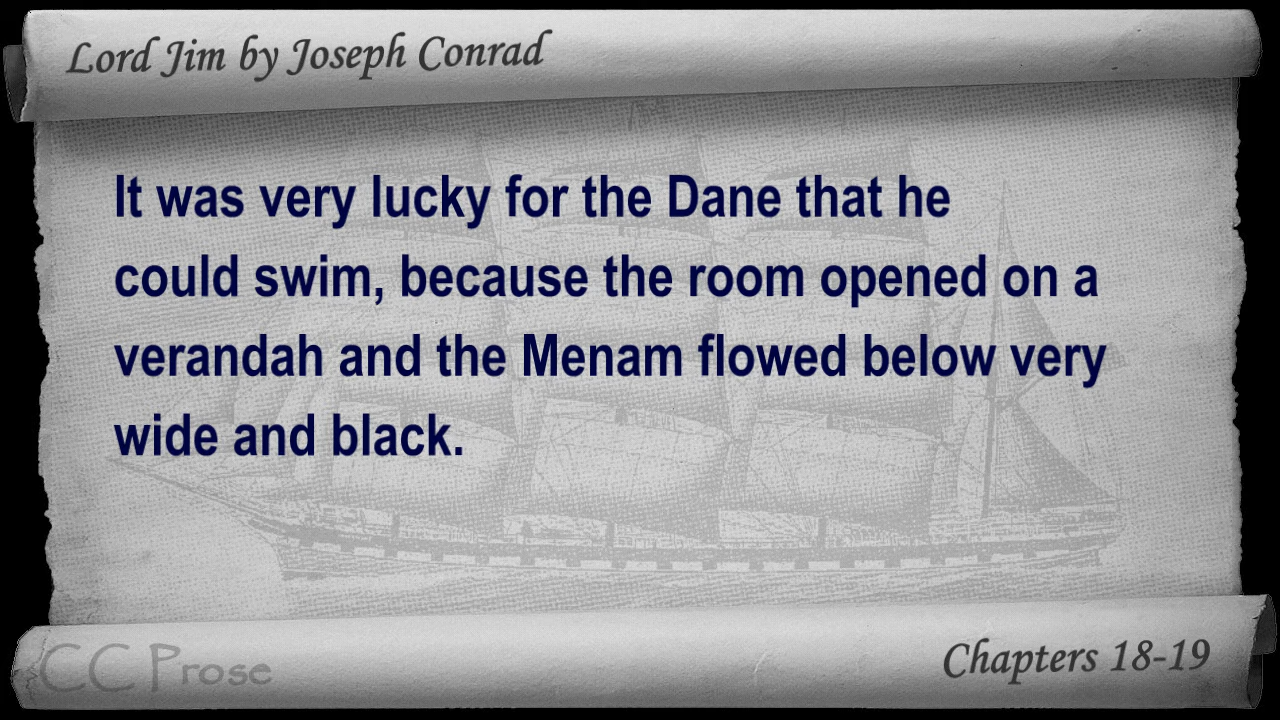 Lord Jim by Joseph Conrad
It was very lucky for the Dane that he
could swim, because the room opened on a
verandah and the Menam flowed below very
wide and black.
CC Prose
Chapters 18-19